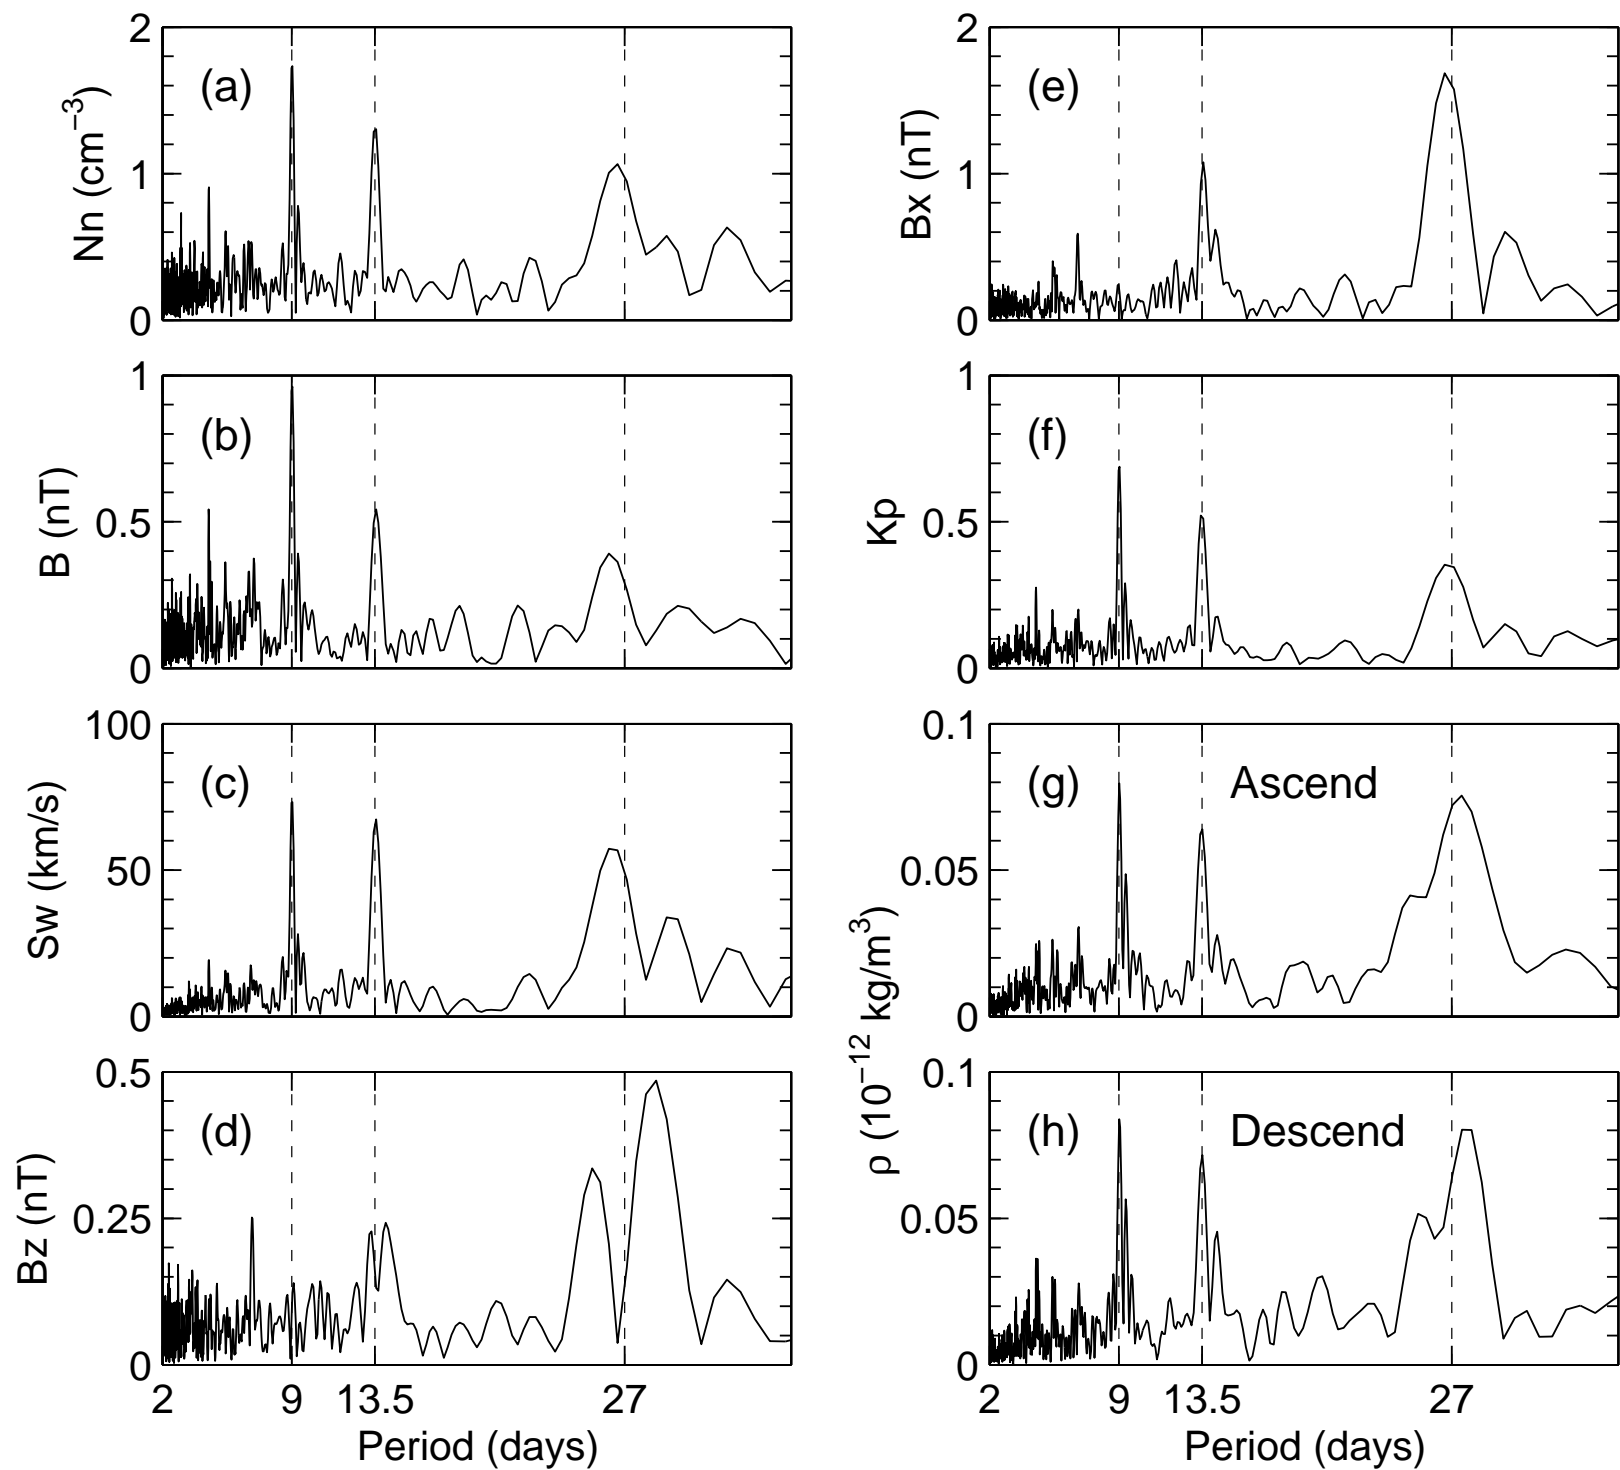 2
(a)
1
0
Nn (cm⁻³)
1
(b)
0.5
0
B (nT)
100
(c)
50
0
Sw (km/s)
0.5
(d)
0.25
0
Bz (nT)
2 9 13.5 27
Period (days)
2
(e)
1
0
Bx (nT)
1
(f)
0.5
0
Kp
0.1
(g) Ascend
0.05
0
ρ (10⁻¹² kg/m³)
0.1
(h) Descend
0.05
0
2 9 13.5 27
Period (days)